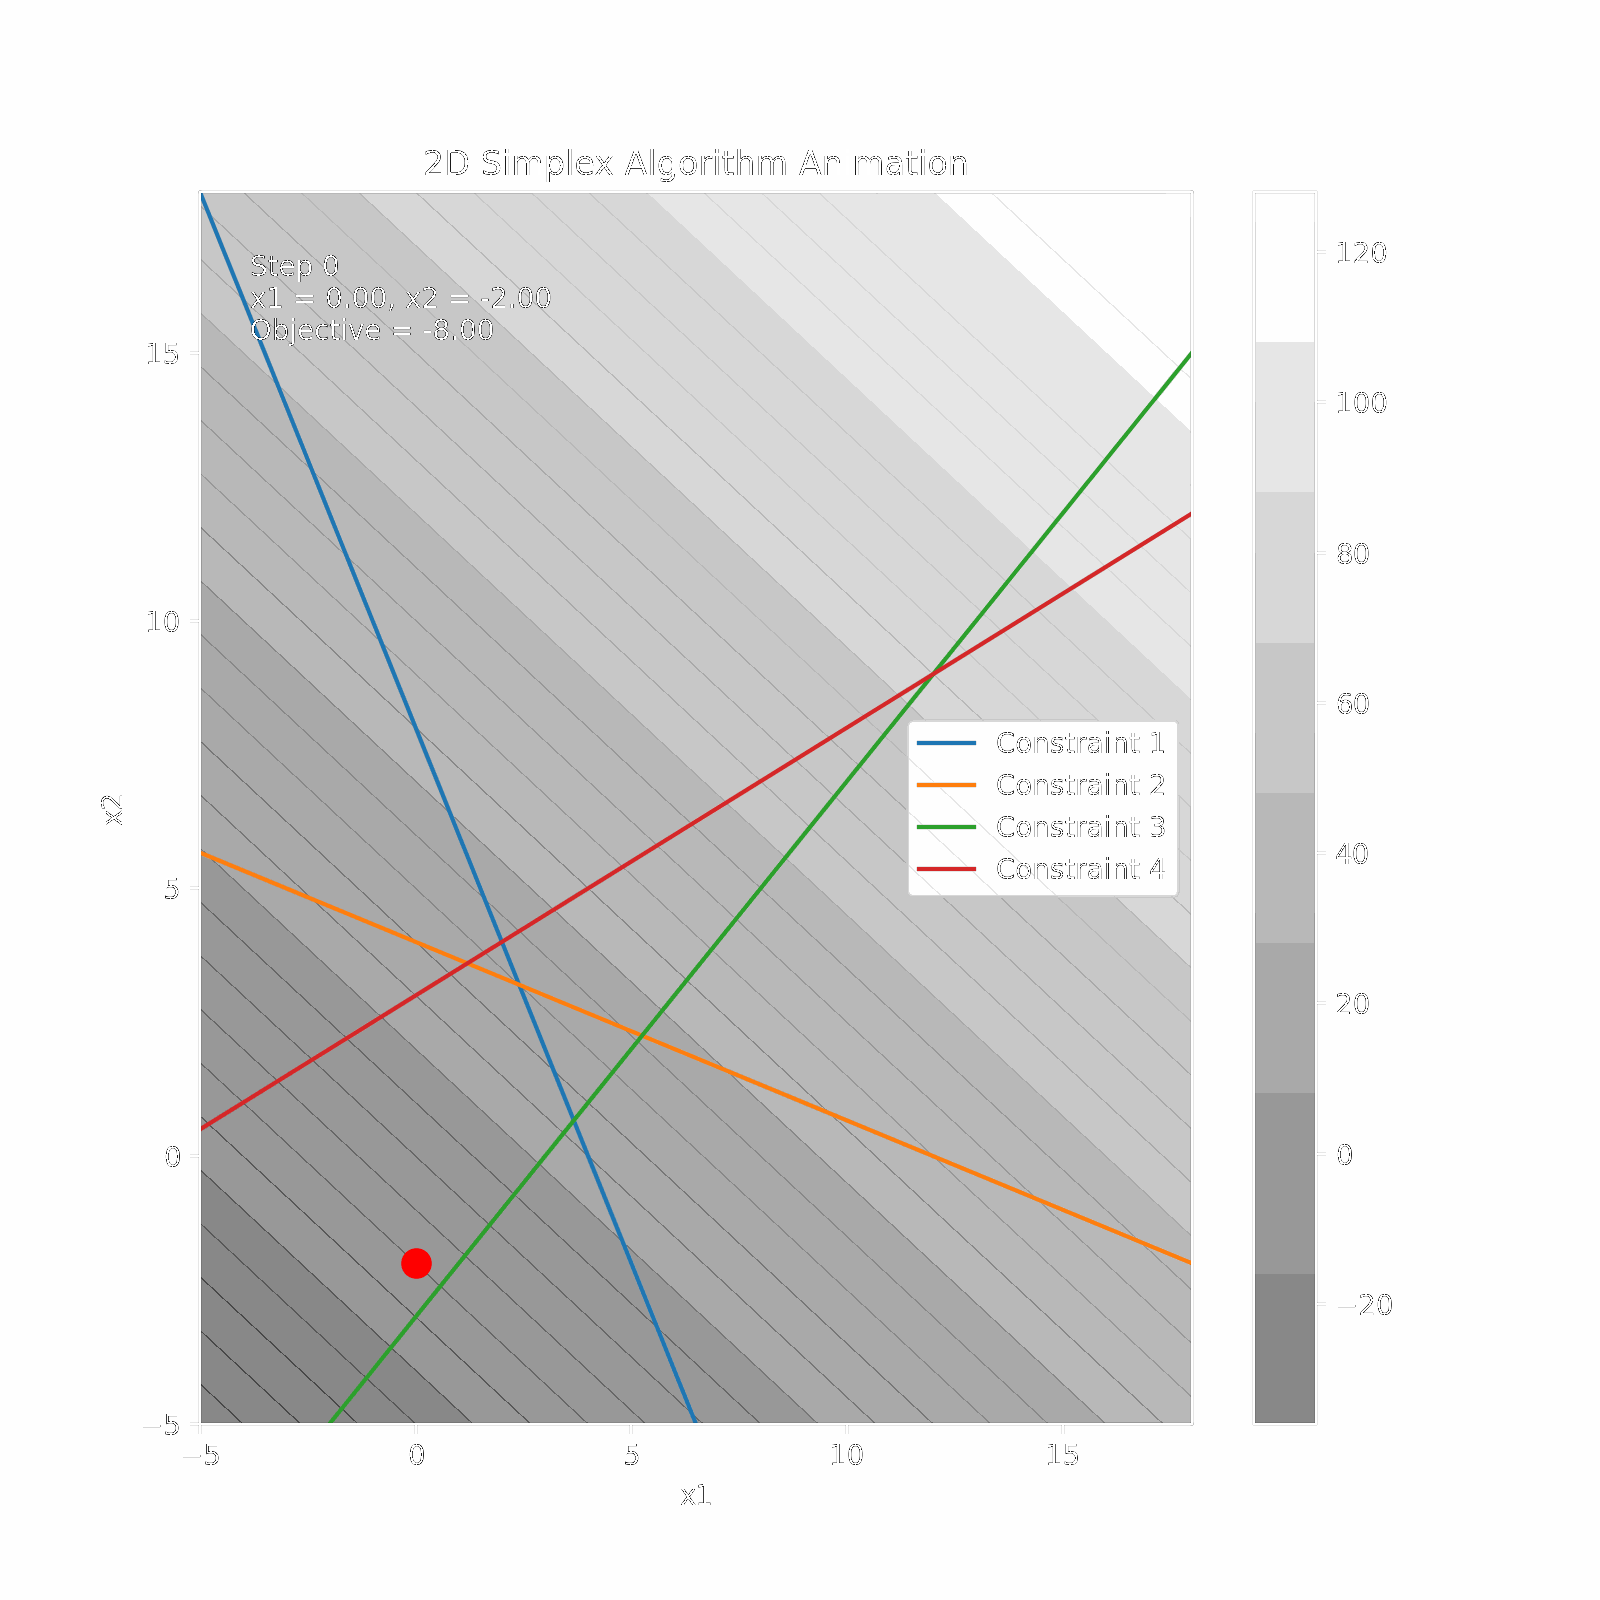 2D Simplex Algorithm An mation
Step 0
x1 = 0.00, x2 = -2.00
Objective = -8.00
15
10
5
0
−5
x2
−5
0
5
10
15
x1
Constraint 1
Constraint 2
Constraint 3
Constraint 4
120
100
80
60
40
20
0
−20